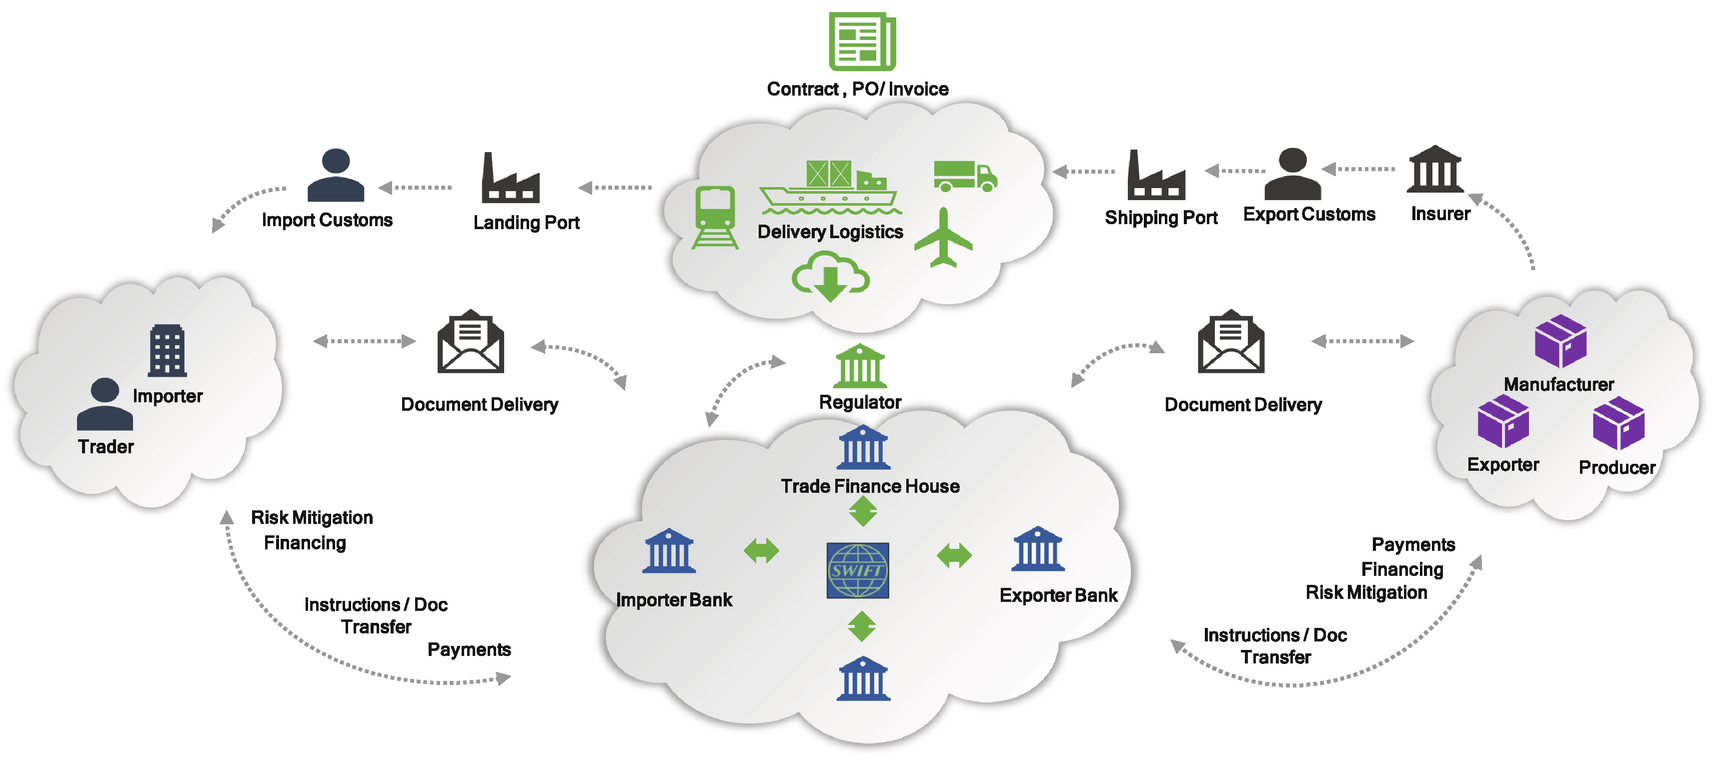 Contract , PO/ Invoice
Import Customs
Landing Port
Delivery Logistics
Shipping Port
Export Customs
Insurer
Importer
Trader
Document Delivery
Regulator
Document Delivery
Manufacturer
Exporter
Producer
Trade Finance House
SWIFT
Importer Bank
Exporter Bank
Risk Mitigation
Financing
Instructions / Doc
Transfer
Payments
Payments
Financing
Risk Mitigation
Instructions / Doc
Transfer